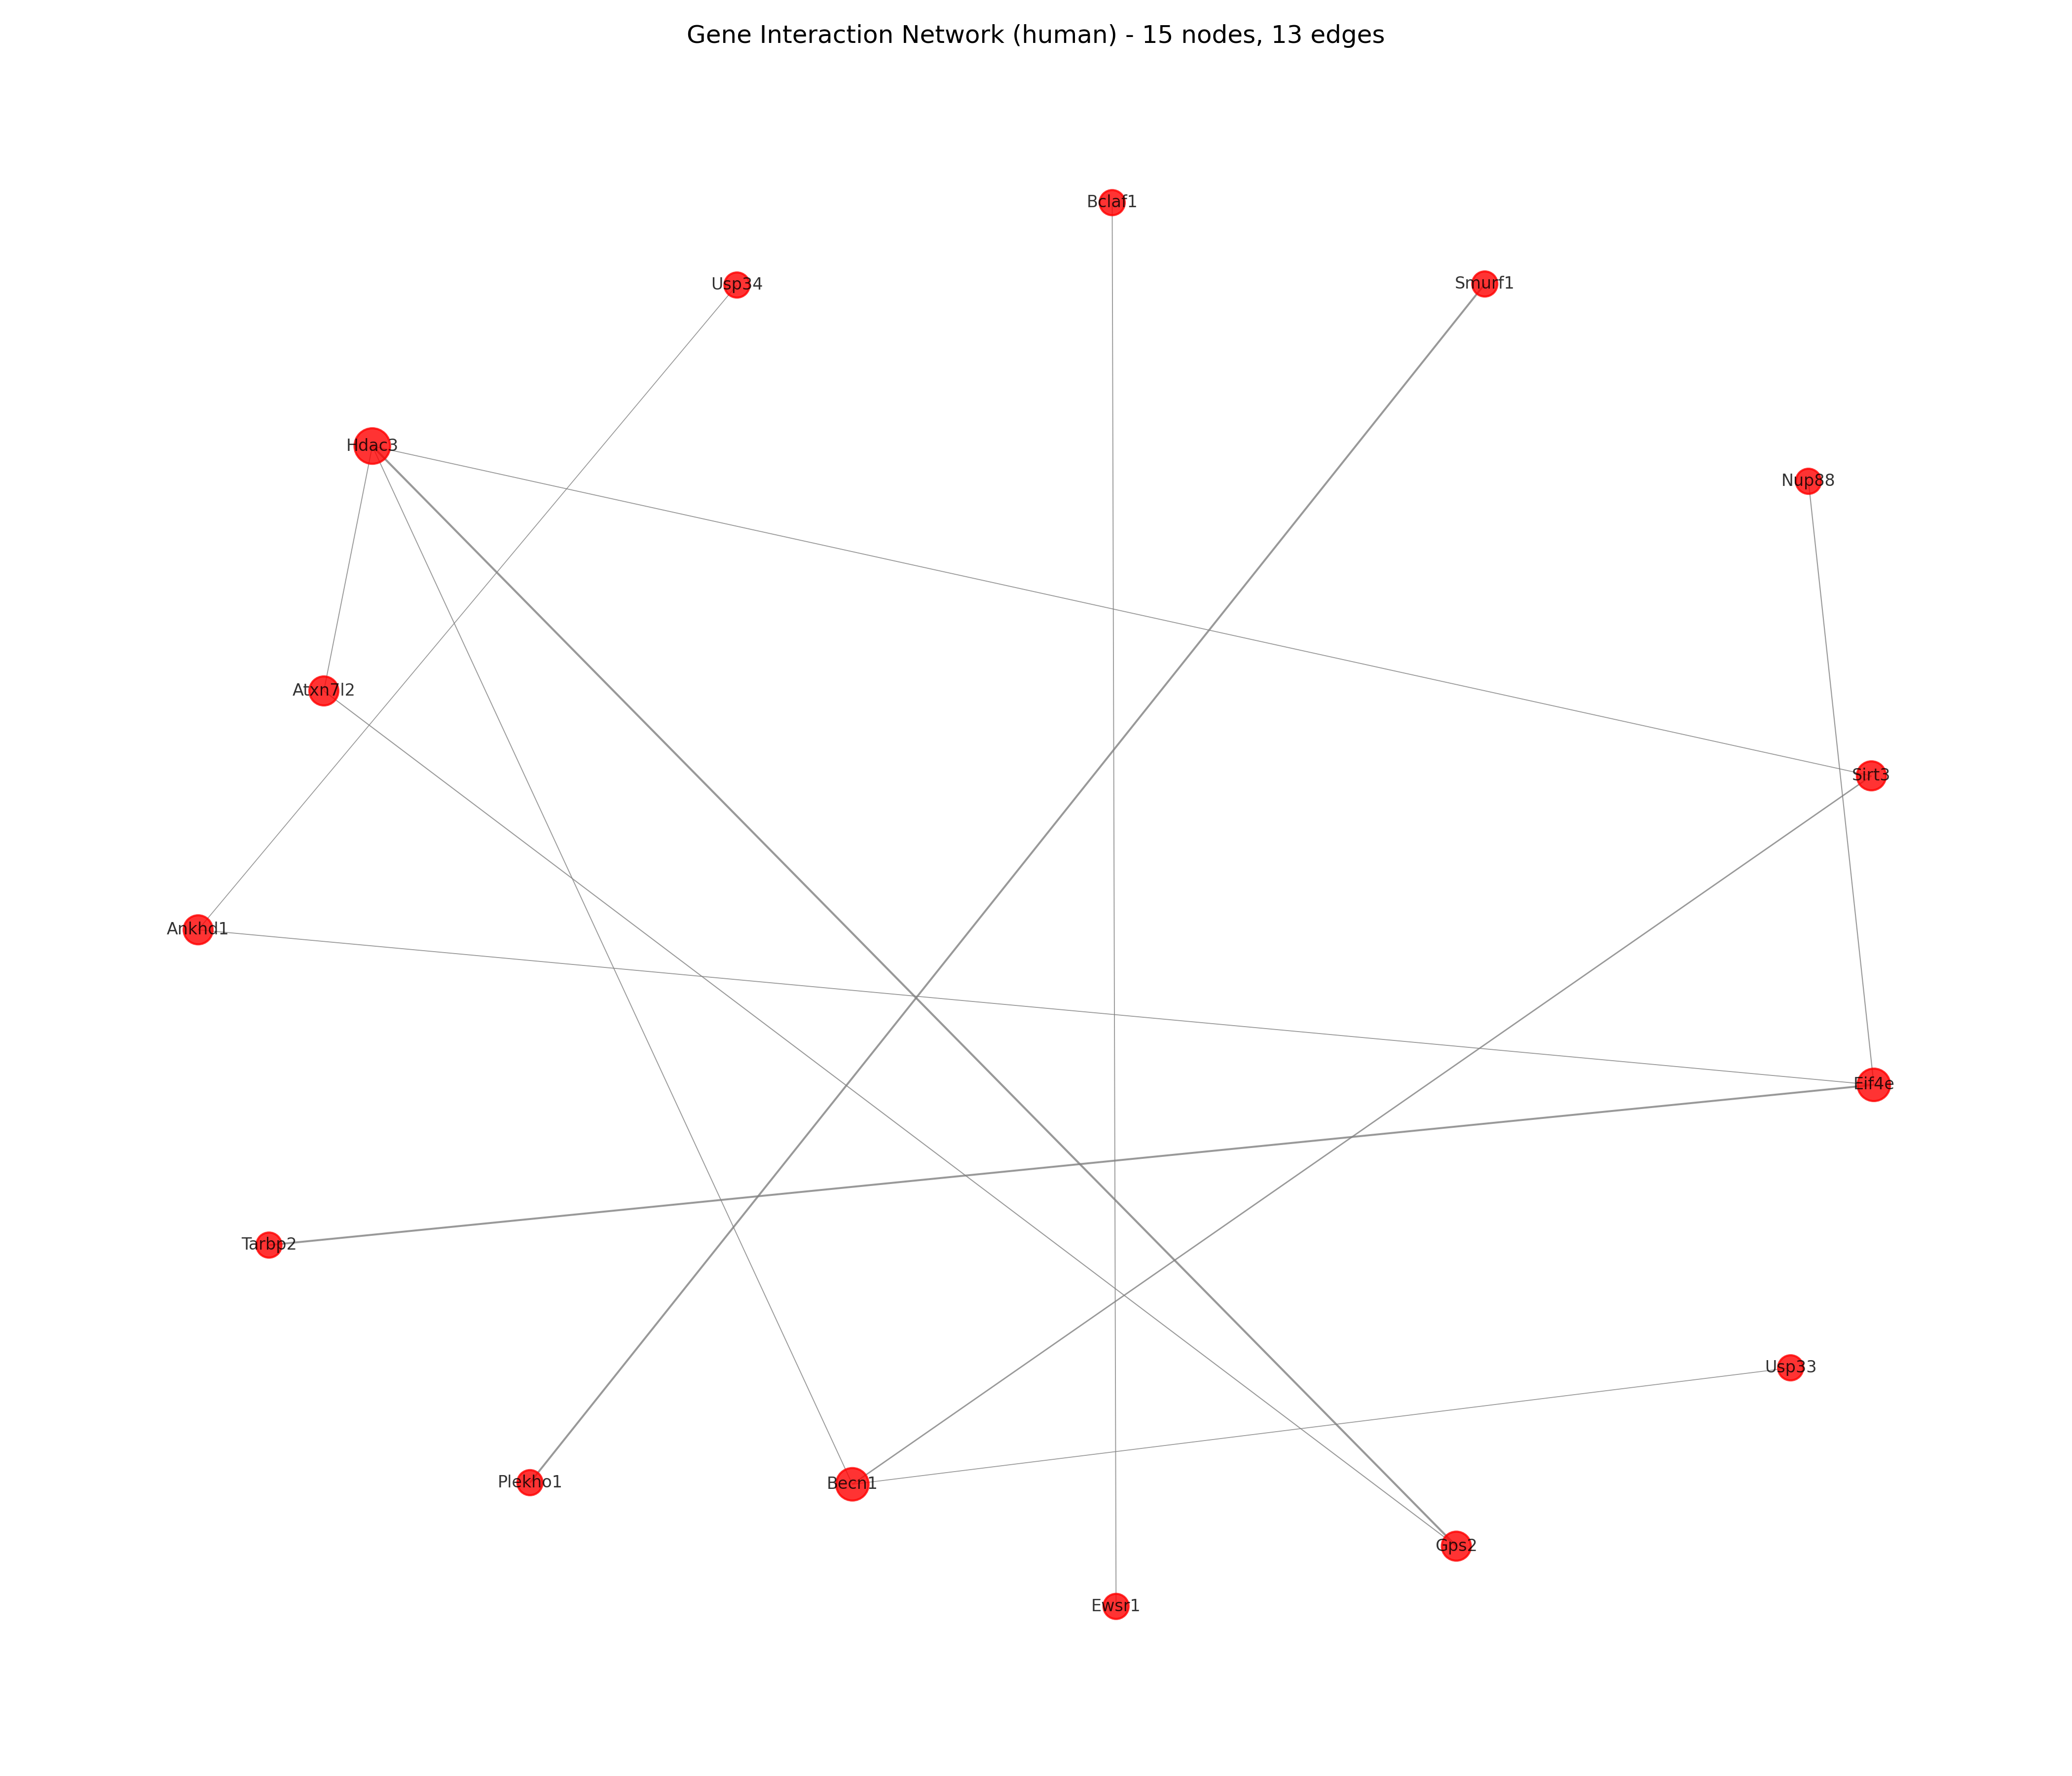 Gene Interaction Network (human) - 15 nodes, 13 edges
Bclaf1
Usp34
Smurf1
Hdac3
Nup88
Atxn7l2
Sirt3
Ankhd1
Eif4e
Tarbp2
Usp33
Plekho1
Becn1
Gps2
Ewsr1